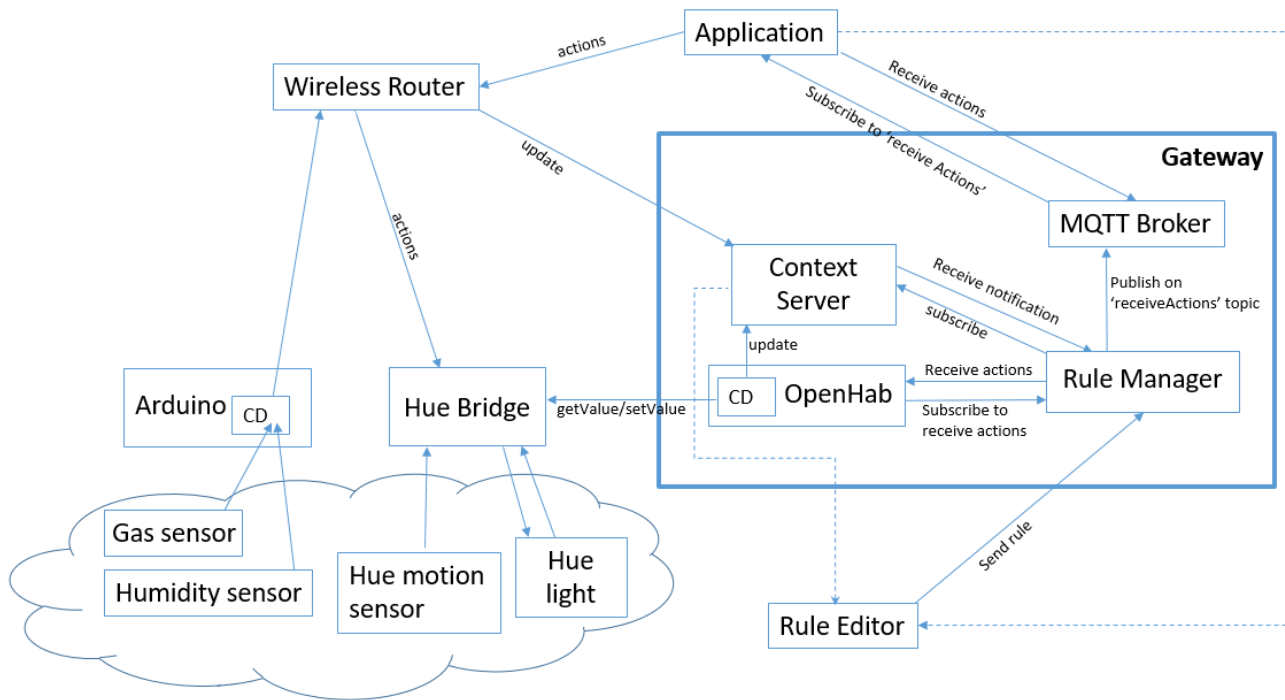 Application
actions
Receive actions
Wireless Router
Subscribe to ‘receive Actions’
update
Gateway
actions
MQTT Broker
Context
Server
Receive notification
Publish on
‘receiveActions’ topic
subscribe
update
Arduino
CD
Hue Bridge
getValue/setValue
CD
OpenHab
Receive actions
Rule Manager
Subscribe to
receive actions
Gas sensor
Humidity sensor
Hue motion
sensor
Hue
light
Send rule
Rule Editor